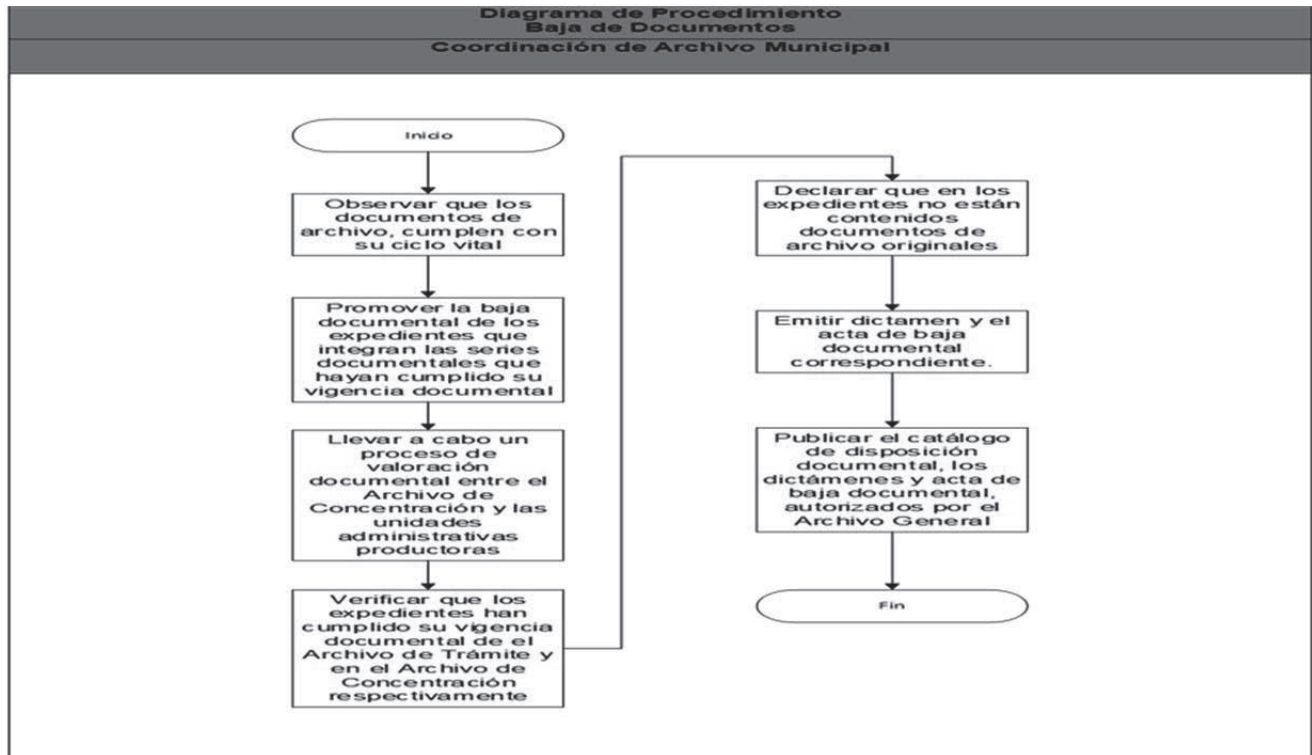 Diagrama de Procedimiento
Baja de Documentos
Coordinación de Archivo Municipal
Inicio
Observar que los
documentos de
archivo, cumplen con
su ciclo vital
Promover la baja
documental de los
expedientes que
integran las series
documentales que
hayan cumplido su
vigencia documental
Llevar a cabo un
proceso de
valoración
documental entre el
Archivo de
Concentración y las
unidades
administrativas
productoras
Verificar que los
expedientes han
cumplido su vigencia
documental de el
Archivo de Trámite y
en el Archivo de
Concentración
respectivamente
Declarar que en los
expedientes no están
contenidos
documentos de
archivo originales
Emitir dictamen y el
acta de baja
documental
correspondiente.
Publicar el catálogo
de disposición
documental, los
dictámenes y acta de
baja documental,
autorizados por el
Archivo General
Fin